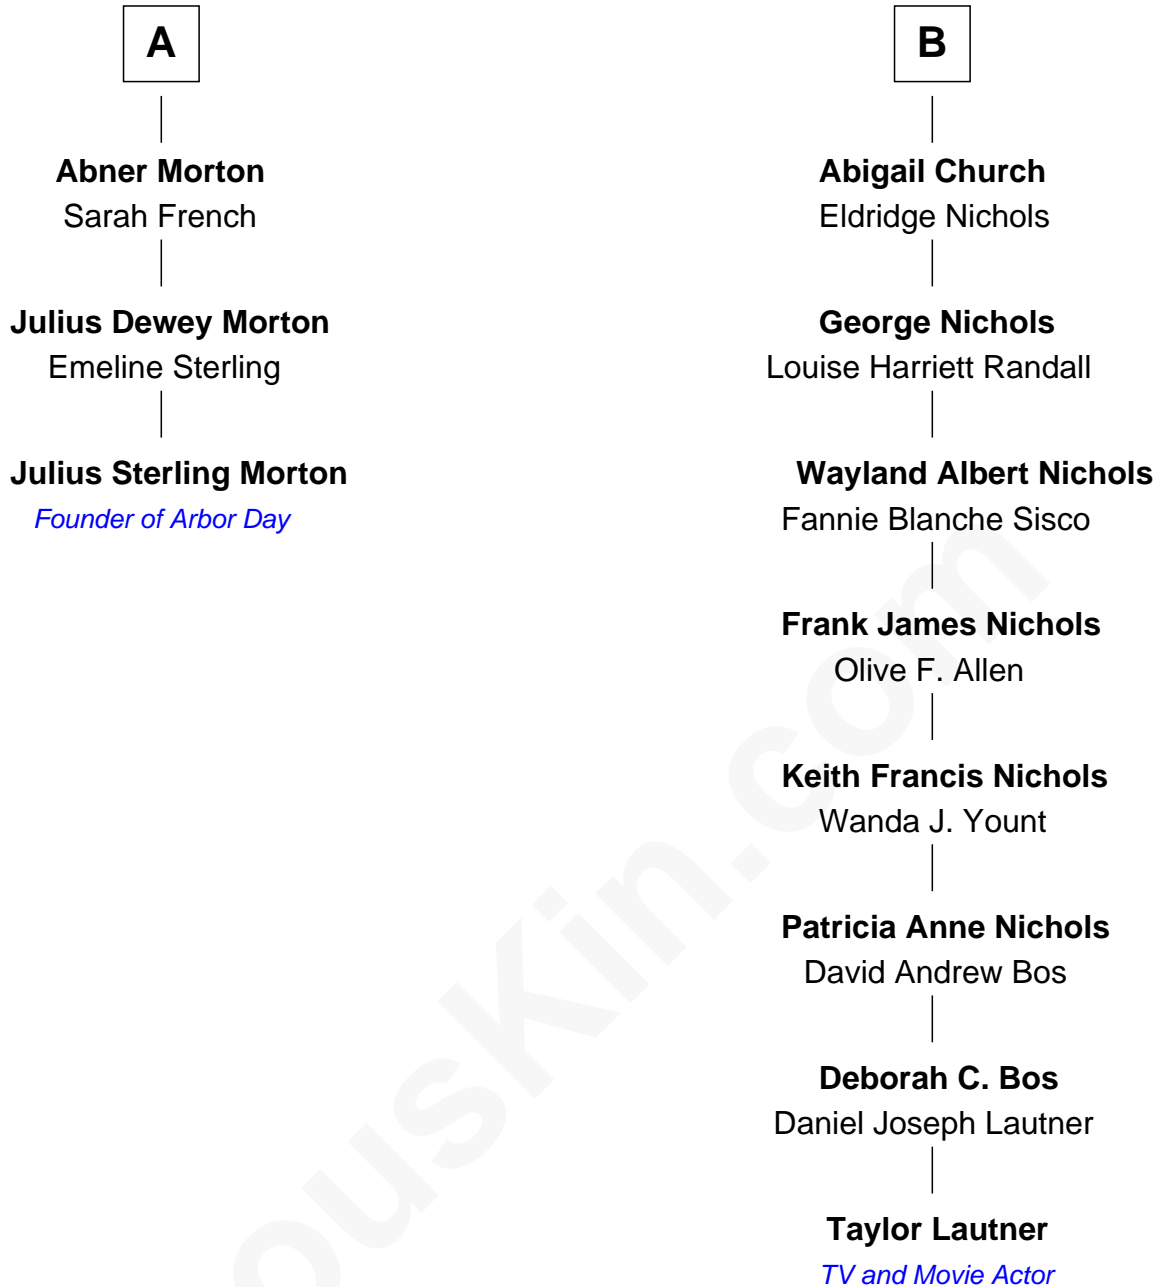 A
Abner Morton
Sarah French
Julius Dewey Morton
Emeline Sterling
Julius Sterling Morton
Founder of Arbor Day
B
Abigail Church
Eldridge Nichols
George Nichols
Louise Harriett Randall
Wayland Albert Nichols
Fannie Blanche Sisco
Frank James Nichols
Olive F. Allen
Keith Francis Nichols
Wanda J. Yount
Patricia Anne Nichols
David Andrew Bos
Deborah C. Bos
Daniel Joseph Lautner
Taylor Lautner
TV and Movie Actor
ousKin.com